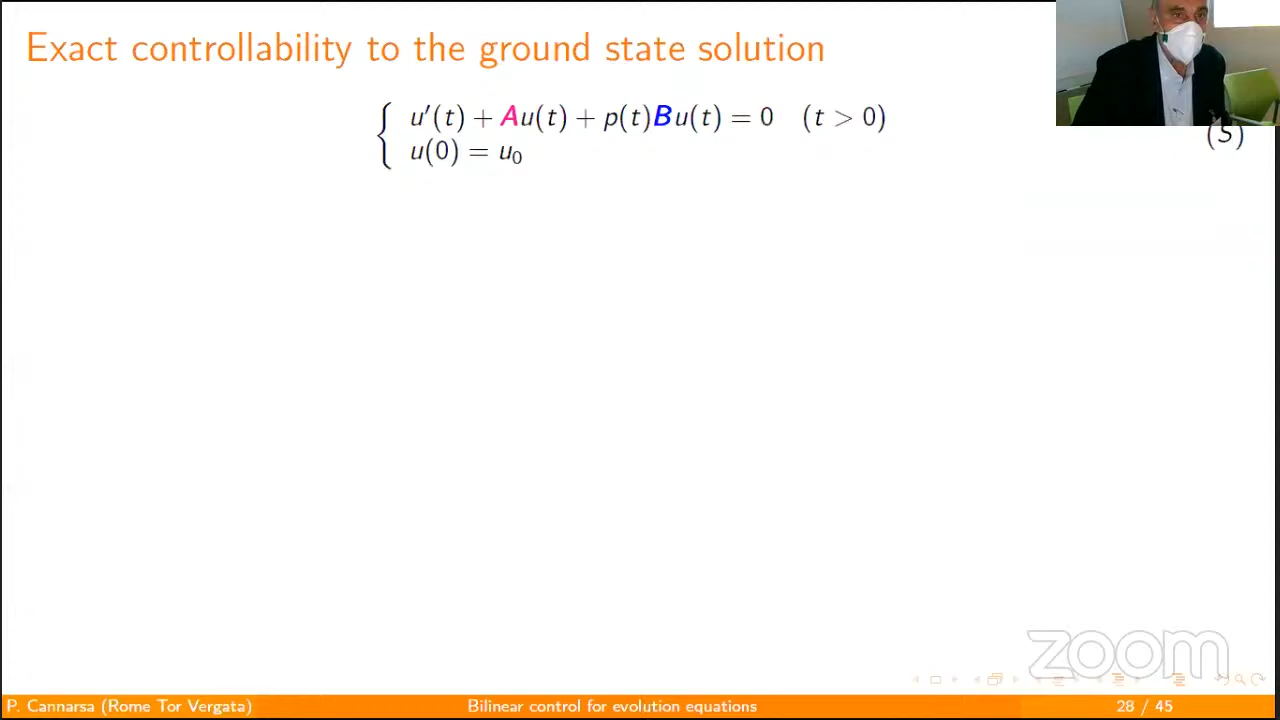 Exact controllability to the ground state solution
u′(t) + Au(t) + p(t)Bu(t) = 0 (t > 0)
u(0) = u₀
(S)
zoom
P. Cannarsa (Rome Tor Vergata) Bilinear control for evolution equations 28 / 45